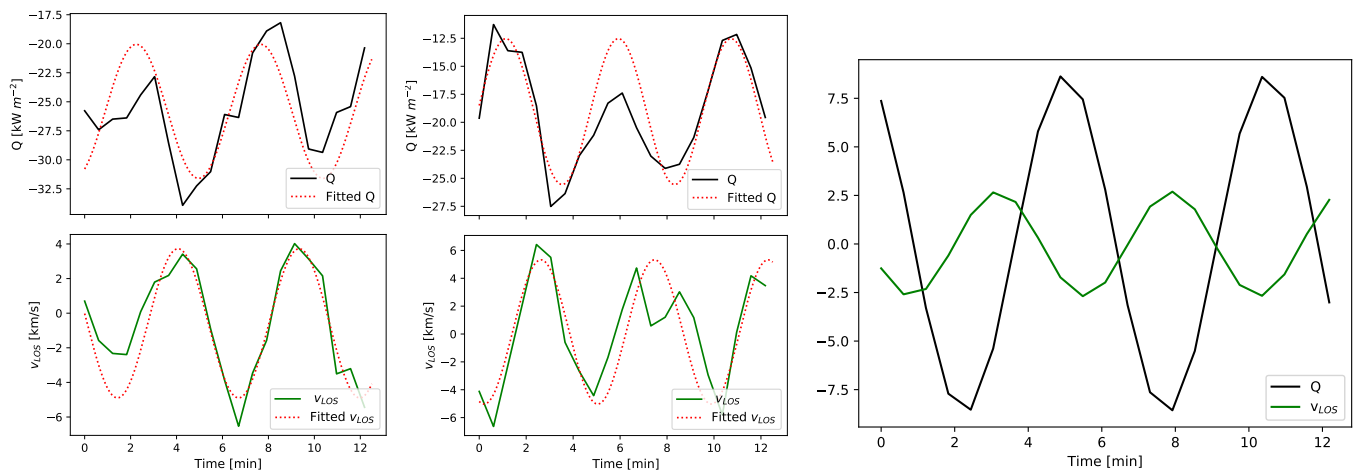 −17.5
−20.0
−22.5
−25.0
−27.5
−30.0
−32.5
Q [kW m⁻²]
Q
Fitted Q
−12.5
−15.0
−17.5
−20.0
−22.5
−25.0
−27.5
Q [kW m⁻²]
Q
Fitted Q
4
2
0
−2
−4
−6
v_LOS [km/s]
v_LOS
Fitted v_LOS
0 2 4 6 8 10 12
Time [min]
6
4
2
0
−2
−4
−6
v_LOS [km/s]
v_LOS
Fitted v_LOS
0 2 4 6 8 10 12
Time [min]
7.5
5.0
2.5
0.0
−2.5
−5.0
−7.5
Q
v_LOS
0 2 4 6 8 10 12
Time [min]